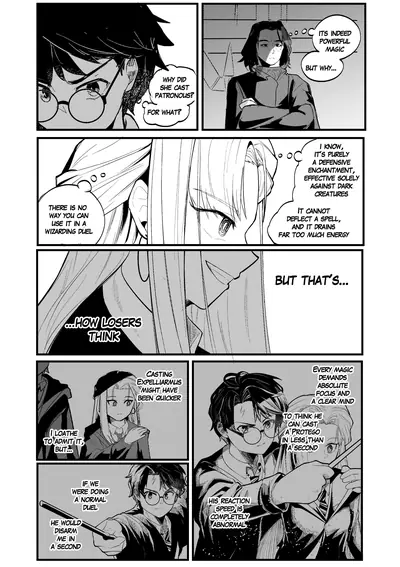 WHY DID
SHE CAST
PATRONOUS?
FOR WHAT?
ITS INDEED
POWERFUL
MAGIC
BUT WHY...
I KNOW,
IT'S PURELY
A DEFENSIVE
ENCHANTMENT,
EFFECTIVE SOLELY
AGAINST DARK
CREATURES
IT CANNOT
DEFLECT A SPELL,
AND IT DRAINS
FAR TOO MUCH ENERGY
THERE IS NO
WAY YOU CAN
USE IT IN A
WIZARDING DUEL
BUT THAT'S...
...HOW LOSERS
THINK
CASTING
EXPELLIARMUS
MIGHT HAVE
BEEN QUICKER
I LOATHE
TO ADMIT IT,
BUT...
EVERY MAGIC
DEMANDS
ABSOLUTE
FOCUS AND
A CLEAR MIND
TO THINK HE
CAN CAST
A PROTEGO
IN LESS THAN
A SECOND
HIS REACTION
SPEED IS
COMPLETELY
ABNORMAL.
IF WE
WERE DOING
A NORMAL
DUEL
HE WOULD
DISARM
ME IN
A SECOND